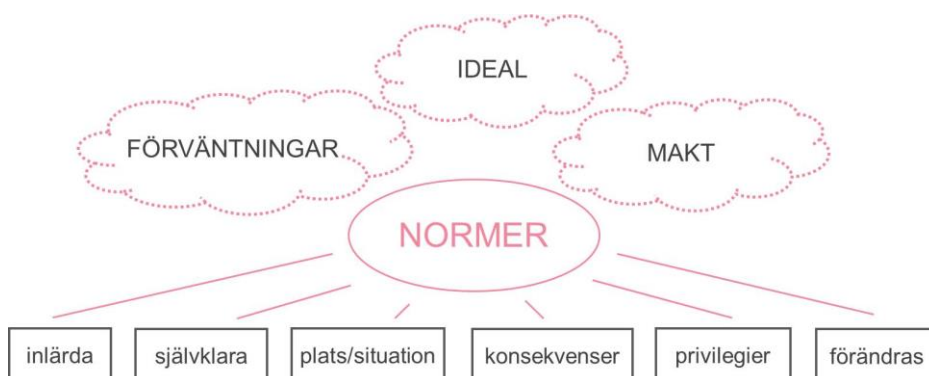 IDEAL
FÖRVÄNTNINGAR
MAKT
NORMER
inlärda
självklara
plats/situation
konsekvenser
privilegier
förändras